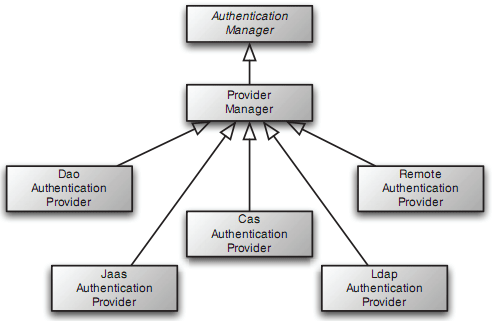 Authentication
Manager
Provider
Manager
Dao
Authentication
Provider
Remote
Authentication
Provider
Cas
Authentication
Provider
Jaas
Authentication
Provider
Ldap
Authentication
Provider